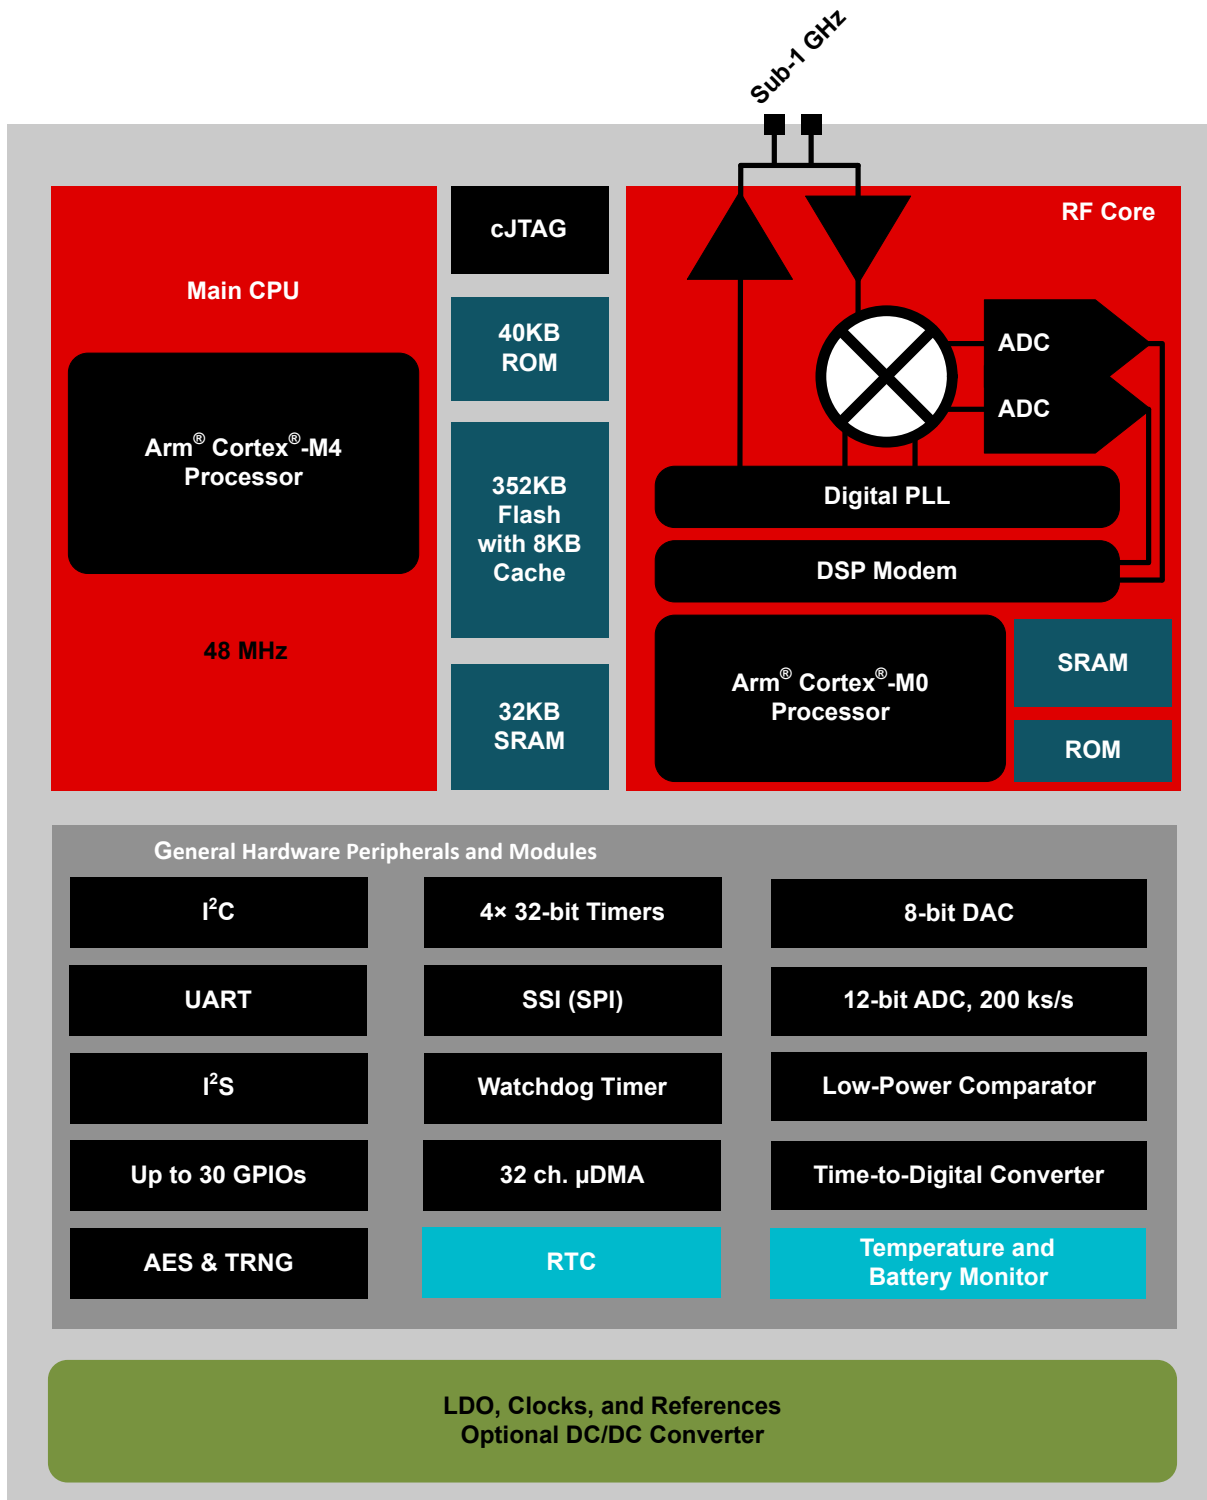 Sub-1 GHz
Main CPU
Arm® Cortex®-M4
Processor
48 MHz
cJTAG
40KB
ROM
352KB
Flash
with 8KB
Cache
32KB
SRAM
RF Core
ADC
ADC
Digital PLL
DSP Modem
Arm® Cortex®-M0
Processor
SRAM
ROM
General Hardware Peripherals and Modules
I²C
4× 32-bit Timers
8-bit DAC
UART
SSI (SPI)
12-bit ADC, 200 ks/s
I²S
Watchdog Timer
Low-Power Comparator
Up to 30 GPIOs
32 ch. µDMA
Time-to-Digital Converter
AES & TRNG
RTC
Temperature and
Battery Monitor
LDO, Clocks, and References
Optional DC/DC Converter